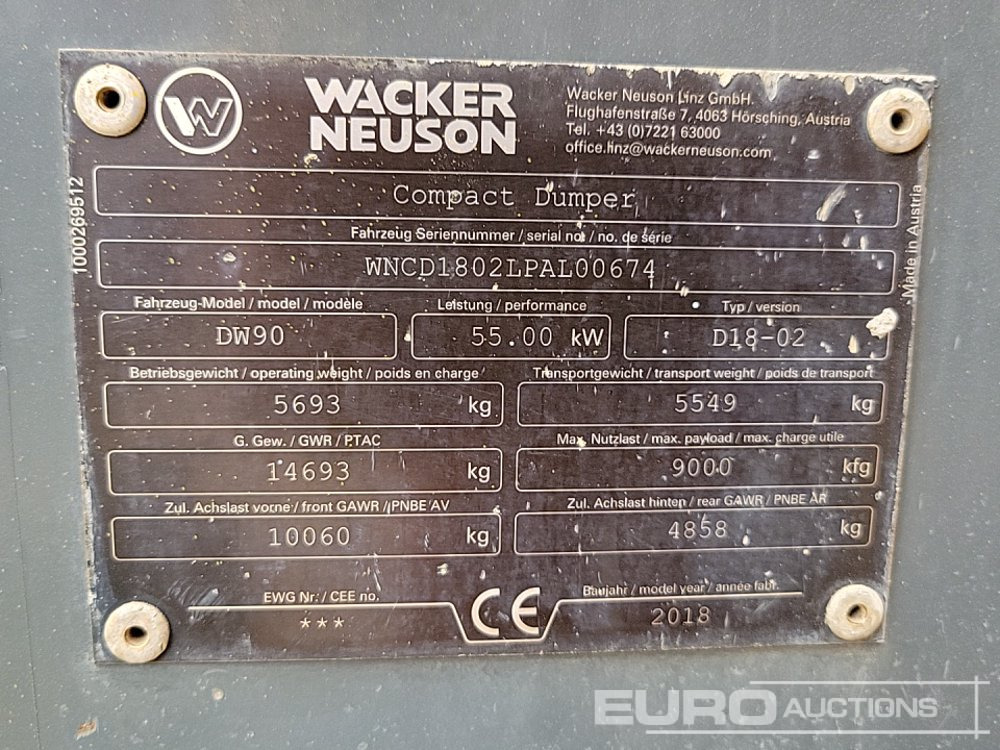 WACKER
NEUSON
Wacker Neuson Linz GmbH.
Flughafenstraße 7, 4063 Hörsching, Austria
Tel. +43 (0)7221 63000
office.linz@wackerneuson.com
Compact Dumper
Fahrzeug Seriennummer / serial no. / no. de série
WNCD1802LPAL00674
Fahrzeug-Model / model / modèle
Leistung / performance
Typ / version
DW90
55.00 kW
D18-02
Betriebsgewicht / operating weight / poids en charge
Transportgewicht / transport weight / poids de transport
5693 kg
5549 kg
G. Gew. / GWR / PTAC
Max. Nutzlast / max. payload / max. charge utile
14693 kg
9000 kfg
Zul. Achslast vorne / front GAWR / PNBE AV
Zul. Achslast hinten / rear GAWR / PNBE AR
10060 kg
4858 kg
EWG Nr. / CEE no.
Baujahr / model year / année fabr.
***
CE
2018
1000269512
Made in Austria
EURO AUCTIONS